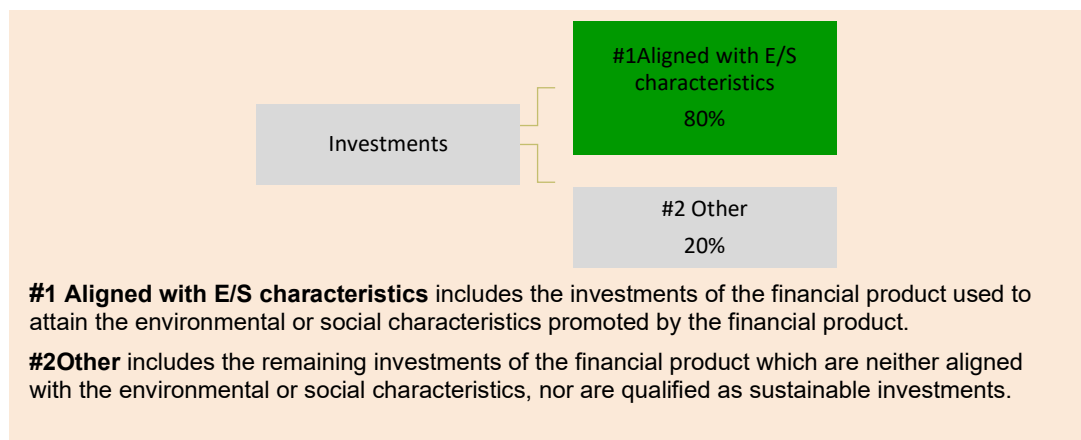 #1Aligned with E/S
characteristics
80%
Investments
#2 Other
20%
#1 Aligned with E/S characteristics includes the investments of the financial product used to
attain the environmental or social characteristics promoted by the financial product.
#2Other includes the remaining investments of the financial product which are neither aligned
with the environmental or social characteristics, nor are qualified as sustainable investments.